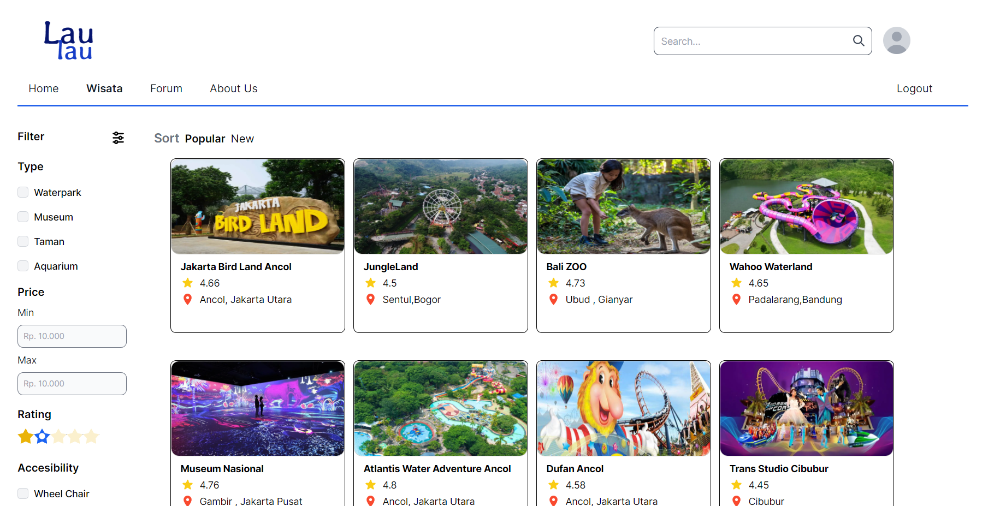 Lau
lau
Search...
Home Wisata Forum About Us Logout
Filter
Sort Popular New
Type
Waterpark
Museum
Taman
Aquarium
Price
Min
Rp. 10.000
Max
Rp. 10.000
Rating
Accesibility
Wheel Chair
JAKARTA
BIRD LAND
Jakarta Bird Land Ancol
4.66
Ancol, Jakarta Utara
JungleLand
4.5
Sentul,Bogor
Bali ZOO
4.73
Ubud , Gianyar
Wahoo Waterland
4.65
Padalarang,Bandung
Museum Nasional
4.76
Gambir , Jakarta Pusat
Atlantis Water Adventure Ancol
4.8
Ancol, Jakarta Utara
Dufan Ancol
4.58
Ancol, Jakarta Utara
TAXI
CLUB
Trans Studio Cibubur
4.45
Cibubur